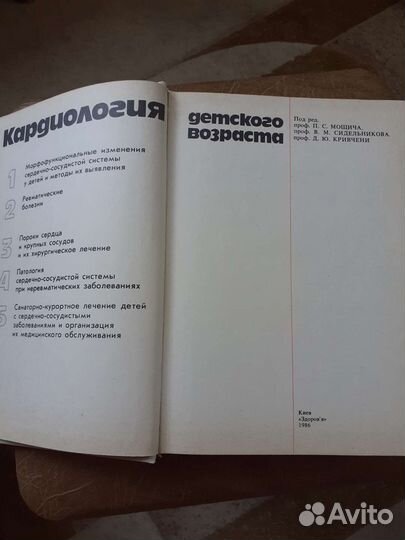 Кардиология
1
Морфофункциональные изменения
сердечно-сосудистой системы
у детей и методы их выявления
2
Ревматические
болезни
3
Пороки сердца
и крупных сосудов
и их хирургическое лечение
4
Патология
сердечно-сосудистой системы
при неревматических заболеваниях
5
Санаторно-курортное лечение детей
с сердечно-сосудистыми
заболеваниями и организация
их медицинского обслуживания
детского
возраста
Под ред.
проф. П. С. МОЩИЧА,
проф. В. М. СИДЕЛЬНИКОВА,
проф. Д. Ю. КРИВЧЕНИ
Киев
«Здоров'я»
1986
Avito